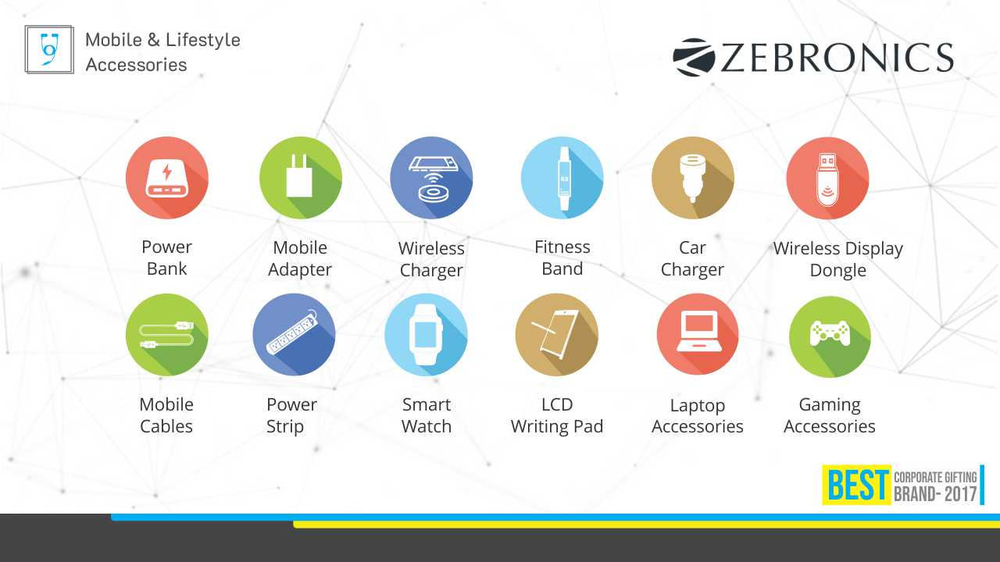 Mobile & Lifestyle
Accessories
ZEBRONICS
Power
Bank
Mobile
Adapter
Wireless
Charger
Fitness
Band
Car
Charger
Wireless Display
Dongle
Mobile
Cables
Power
Strip
Smart
Watch
LCD
Writing Pad
Laptop
Accessories
Gaming
Accessories
BEST
CORPORATE GIFTING
BRAND- 2017